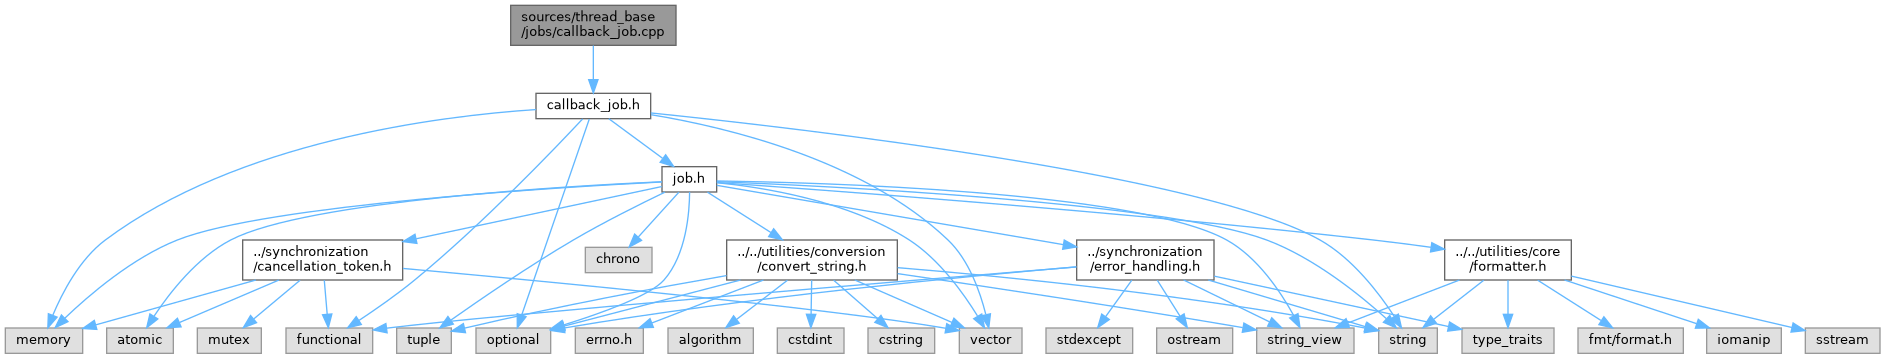 sources/thread_base
/jobs/callback_job.cpp
callback_job.h
job.h
../synchronization
/cancellation_token.h
chrono
../../utilities/conversion
/convert_string.h
../synchronization
/error_handling.h
../../utilities/core
/formatter.h
memory
atomic
mutex
functional
tuple
optional
errno.h
algorithm
cstdint
cstring
vector
stdexcept
ostream
string_view
string
type_traits
fmt/format.h
iomanip
sstream